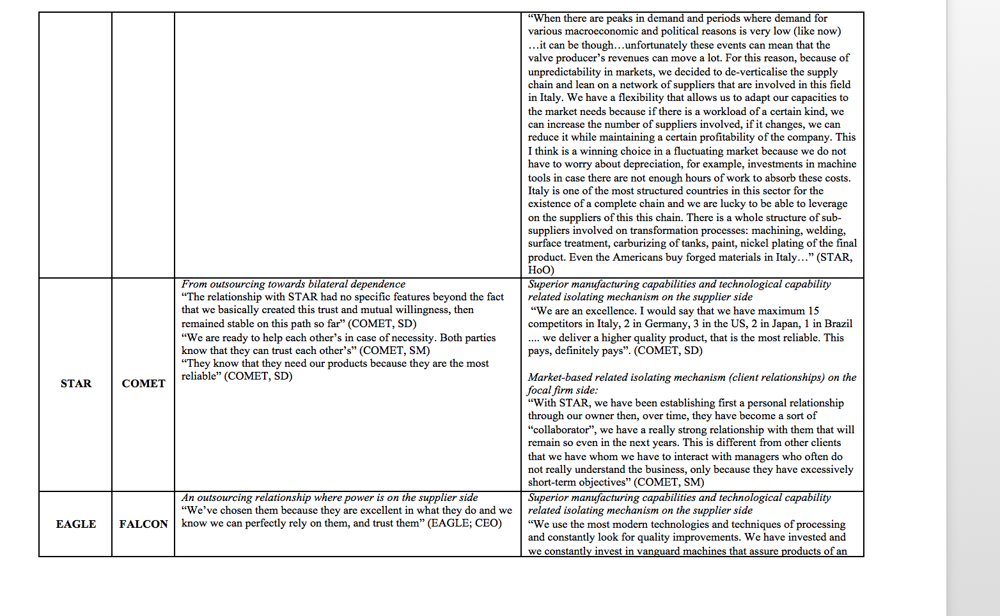 “When there are peaks in demand and periods where demand for
various macroeconomic and political reasons is very low (like now)
…it can be though…unfortunately these events can mean that the
valve producer’s revenues can move a lot. For this reason, because of
unpredictability in markets, we decided to de-verticalise the supply
chain and lean on a network of suppliers that are involved in this field
in Italy. We have a flexibility that allows us to adapt our capacities to
the market needs because if there is a workload of a certain kind, we
can increase the number of suppliers involved, if it changes, we can
reduce it while maintaining a certain profitability of the company. This
I think is a winning choice in a fluctuating market because we do not
have to worry about depreciation, for example, investments in machine
tools in case there are not enough hours of work to absorb these costs.
Italy is one of the most structured countries in this sector for the
existence of a complete chain and we are lucky to be able to leverage
on the suppliers of this this chain. There is a whole structure of sub-
suppliers involved on transformation processes: machining, welding,
surface treatment, carburizing of tanks, paint, nickel plating of the final
product. Even the Americans buy forged materials in Italy…” (STAR,
HoO)
STAR
COMET
From outsourcing towards bilateral dependence
“The relationship with STAR had no specific features beyond the fact
that we basically created this trust and mutual willingness, then
remained stable on this path so far” (COMET, SD)
“We are ready to help each other’s in case of necessity. Both parties
know that they can trust each other’s” (COMET, SM)
“They know that they need our products because they are the most
reliable” (COMET, SD)
Superior manufacturing capabilities and technological capability
related isolating mechanism on the supplier side
“We are an excellence. I would say that we have maximum 15
competitors in Italy, 2 in Germany, 3 in the US, 2 in Japan, 1 in Brazil
.... we deliver a higher quality product, that is the most reliable. This
pays, definitely pays”. (COMET, SD)
Market-based related isolating mechanism (client relationships) on the
focal firm side:
“With STAR, we have been establishing first a personal relationship
through our owner then, over time, they have become a sort of
“collaborator”, we have a really strong relationship with them that will
remain so even in the next years. This is different from other clients
that we have whom we have to interact with managers who often do
not really understand the business, only because they have excessively
short-term objectives” (COMET, SM)
EAGLE
FALCON
An outsourcing relationship where power is on the supplier side
“We’ve chosen them because they are excellent in what they do and we
know we can perfectly rely on them, and trust them” (EAGLE; CEO)
Superior manufacturing capabilities and technological capability
related isolating mechanism on the supplier side
“We use the most modern technologies and techniques of processing
and constantly look for quality improvements. We have invested and
we constantly invest in vanguard machines that assure products of an